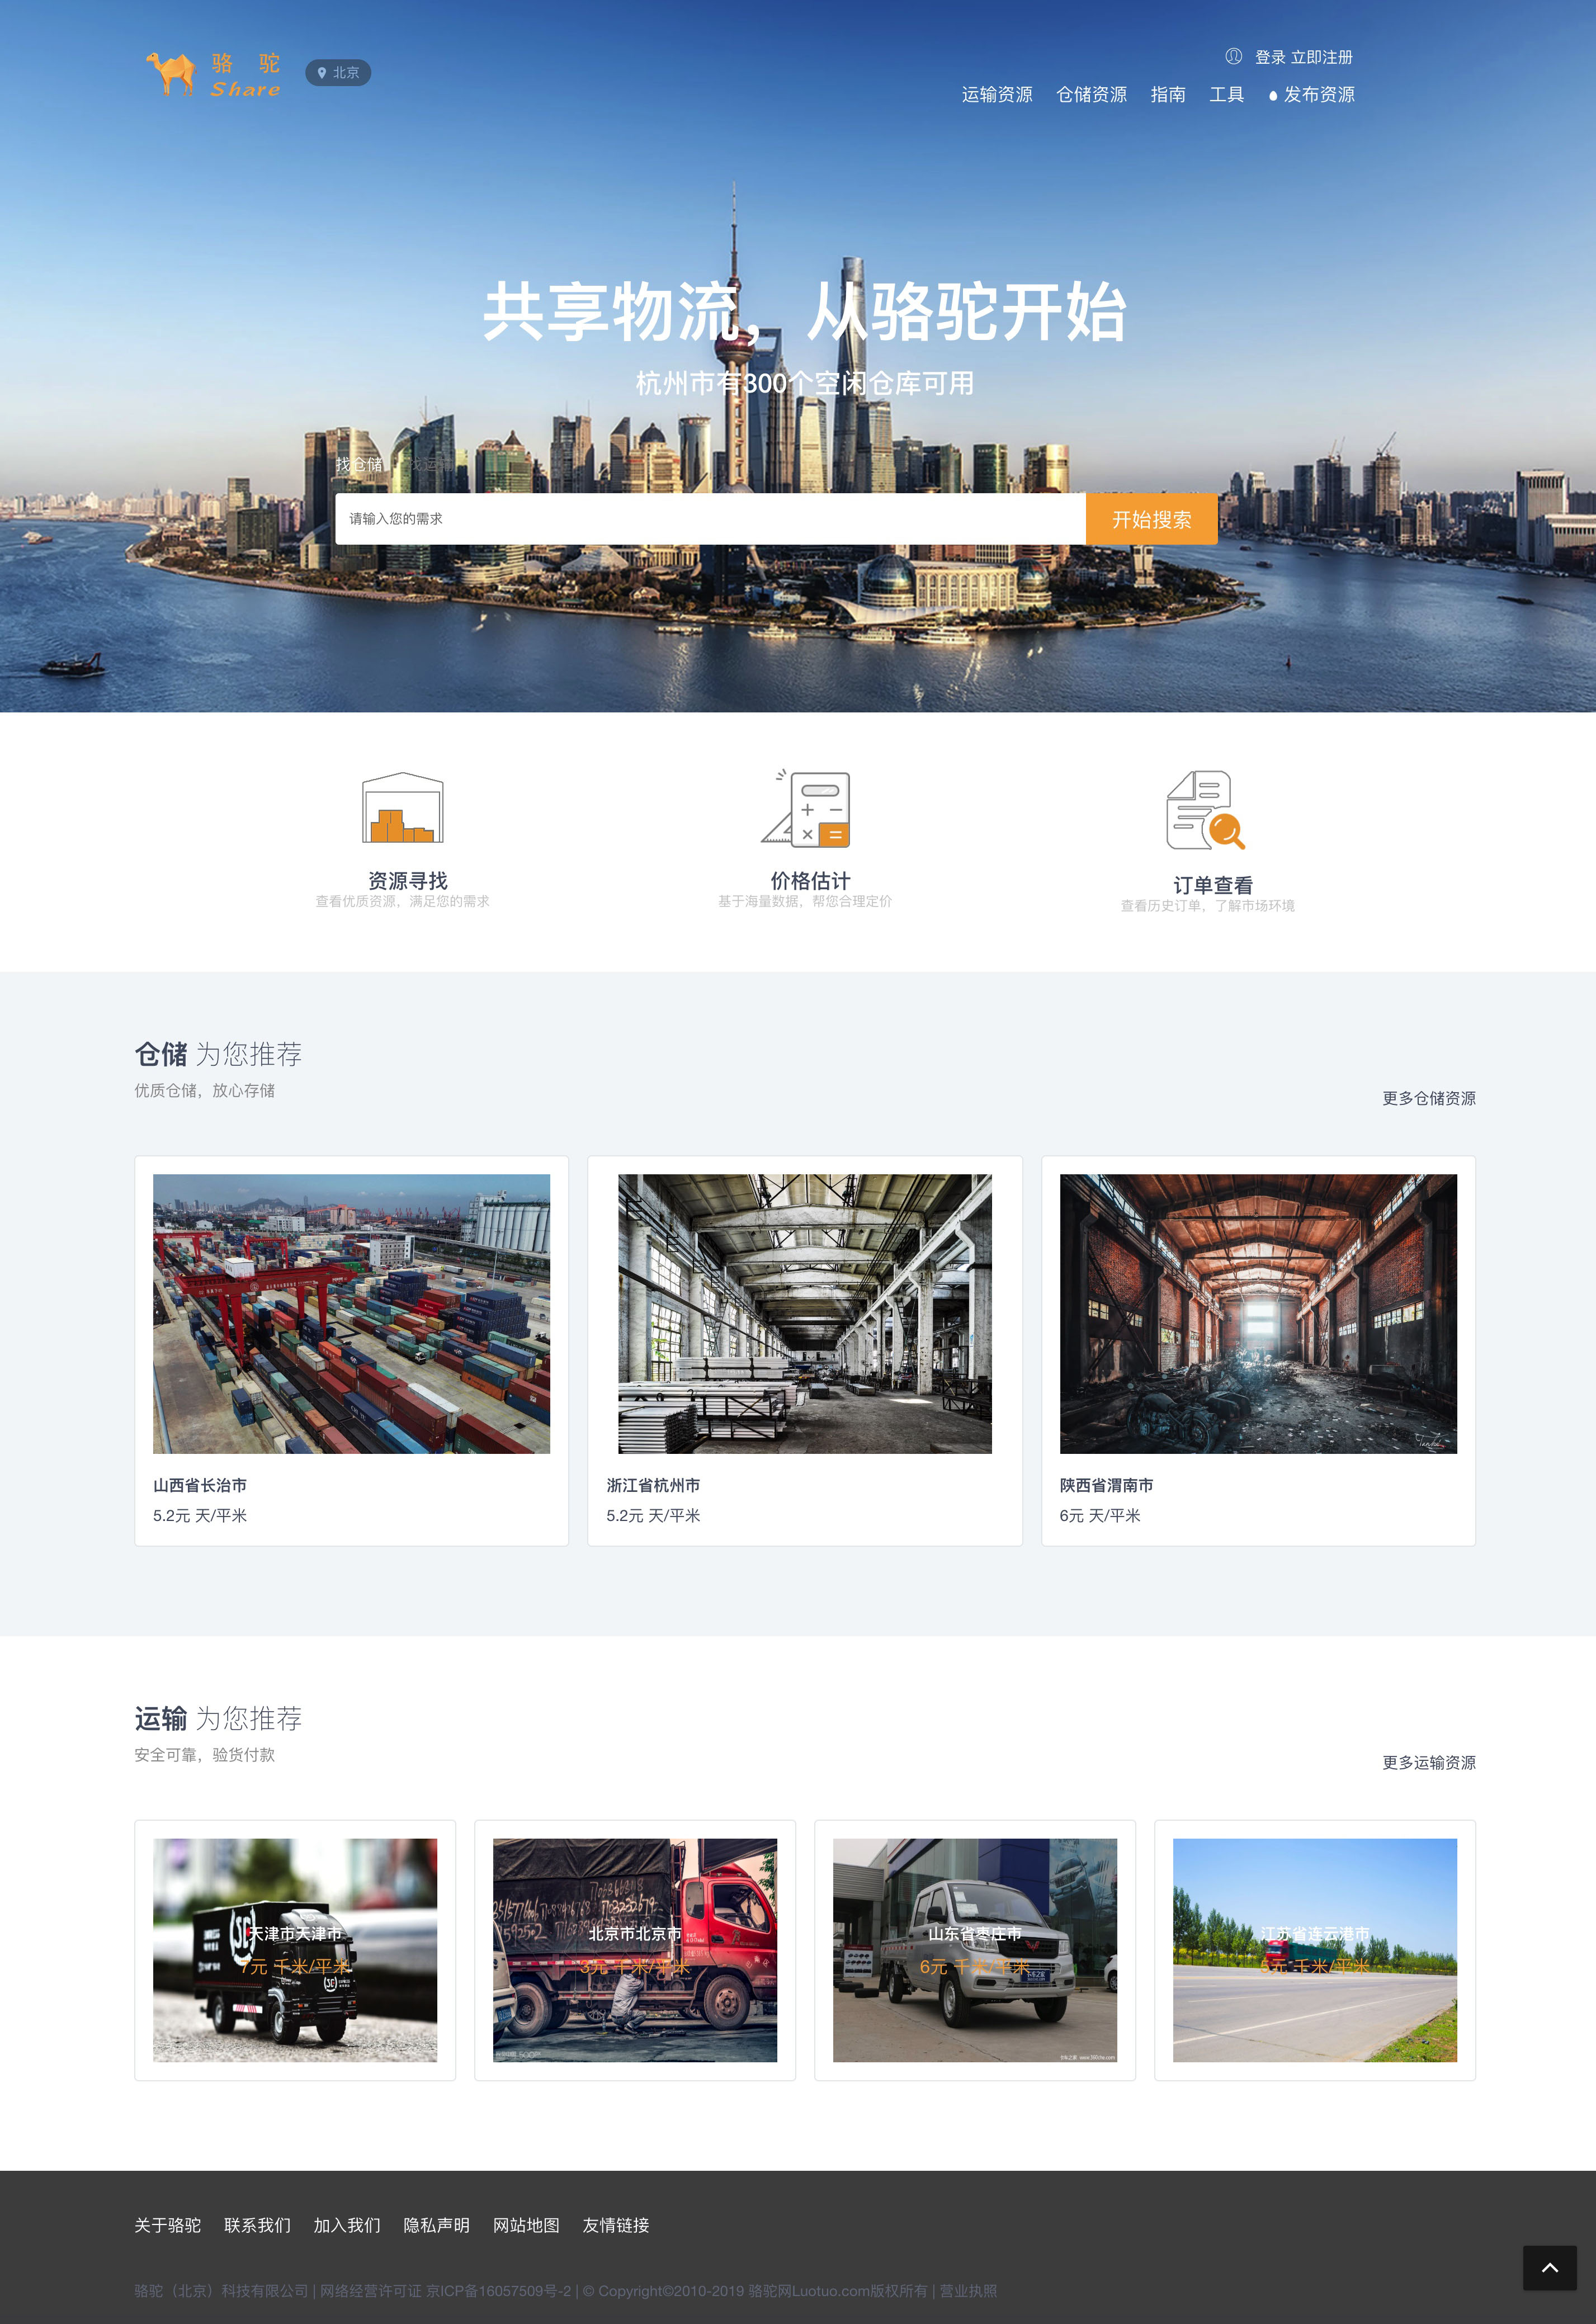 骆 驼
Share
北京
登录 立即注册
运输资源 仓储资源 指南 工具 发布资源
共享物流，从骆驼开始
杭州市有300个空闲仓库可用
找仓储 找运输
请输入您的需求
开始搜索
资源寻找
查看优质资源，满足您的需求
价格估计
基于海量数据，帮您合理定价
订单查看
查看历史订单，了解市场环境
仓储 为您推荐
优质仓储，放心存储
更多仓储资源
山西省长治市
5.2元 天/平米
浙江省杭州市
5.2元 天/平米
陕西省渭南市
6元 天/平米
运输 为您推荐
安全可靠，验货付款
更多运输资源
天津市天津市
7元 千米/平米
北京市北京市
3元 千米/平米
山东省枣庄市
6元 千米/平米
江苏省连云港市
5元 千米/平米
关于骆驼 联系我们 加入我们 隐私声明 网站地图 友情链接
骆驼（北京）科技有限公司 | 网络经营许可证 京ICP备16057509号-2 | © Copyright©2010-2019 骆驼网Luotuo.com版权所有 | 营业执照